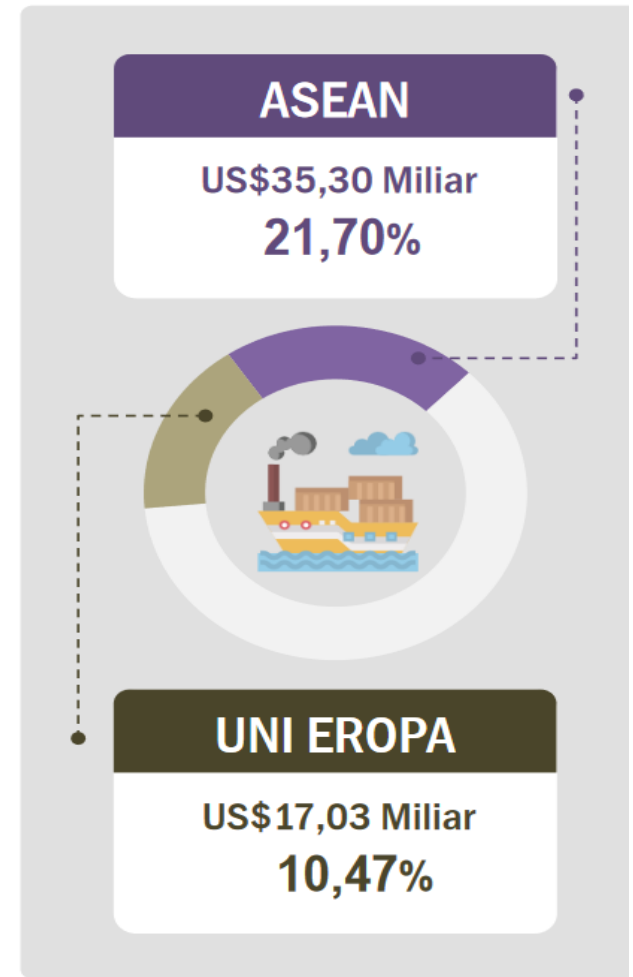 ASEAN
US$35,30 Miliar
21,70%
UNI EROPA
US$17,03 Miliar
10,47%